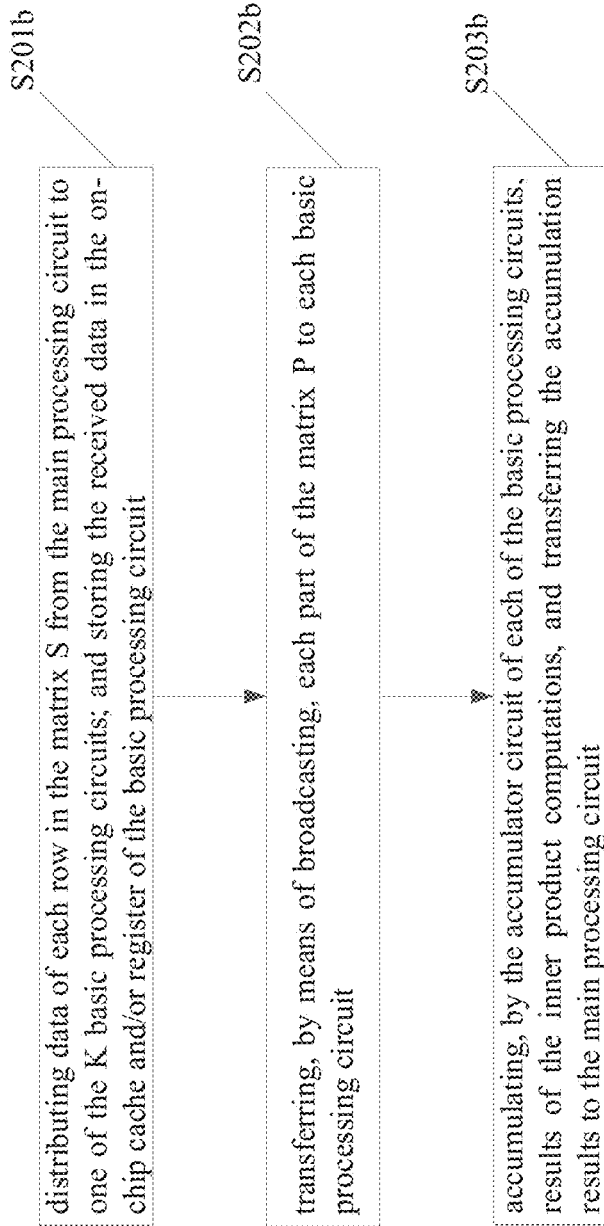 S201b
distributing data of each row in the matrix S from the main processing circuit to
one of the K basic processing circuits; and storing the received data in the on-
chip cache and/or register of the basic processing circuit
S202b
transferring, by means of broadcasting, each part of the matrix P to each basic
processing circuit
S203b
accumulating, by the accumulator circuit of each of the basic processing circuits,
results of the inner product computations, and transferring the accumulation
results to the main processing circuit